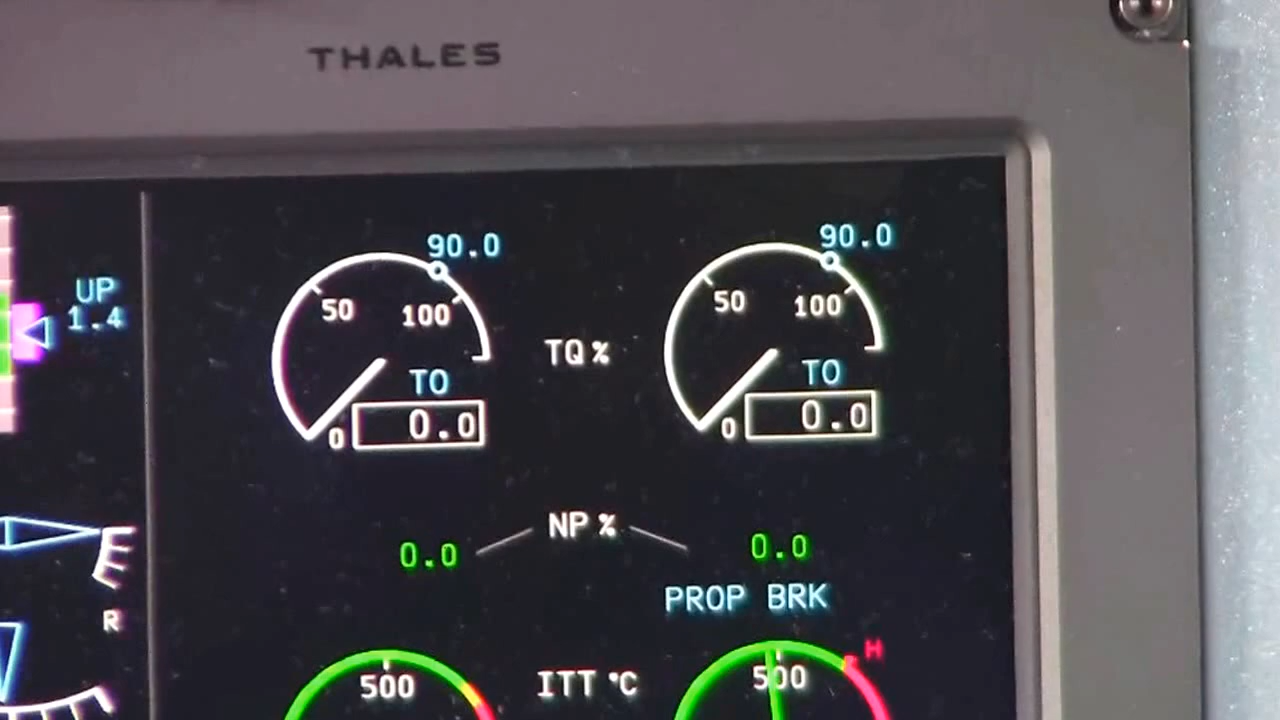 THALES
90.0 90.0
UP
1.4
50 100 50 100
TQ %
TO TO
0 0.0 0 0.0
NP %
0.0 0.0
PROP BRK
R
H
500 ITT °C 500